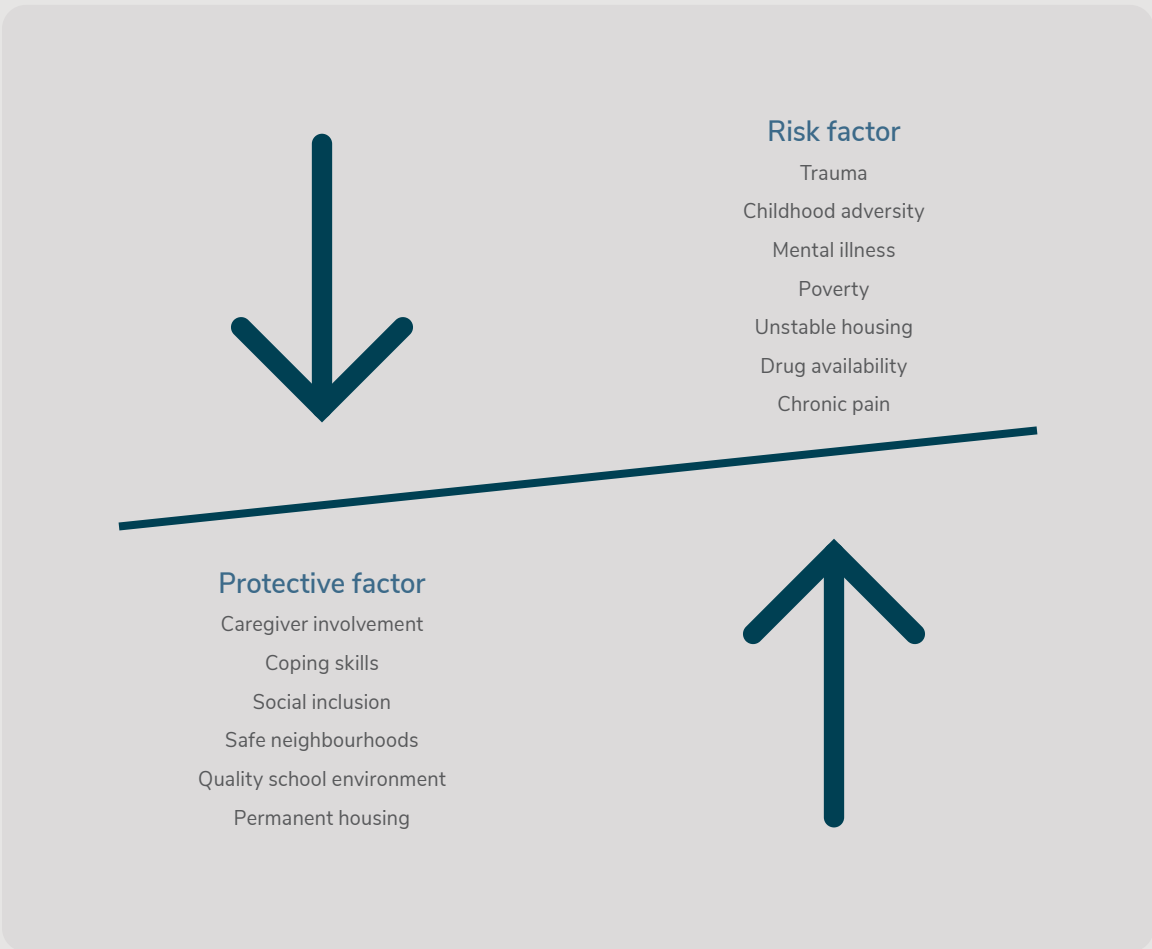 Risk factor
Trauma
Childhood adversity
Mental illness
Poverty
Unstable housing
Drug availability
Chronic pain
Protective factor
Caregiver involvement
Coping skills
Social inclusion
Safe neighbourhoods
Quality school environment
Permanent housing